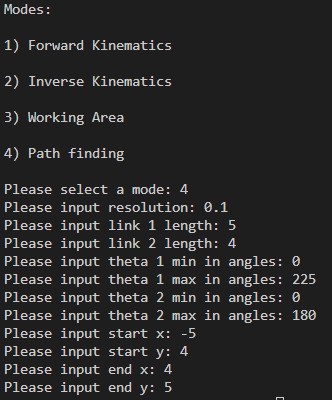 Modes:
1) Forward Kinematics
2) Inverse Kinematics
3) Working Area
4) Path finding
Please select a mode: 4
Please input resolution: 0.1
Please input link 1 length: 5
Please input link 2 length: 4
Please input theta 1 min in angles: 0
Please input theta 1 max in angles: 225
Please input theta 2 min in angles: 0
Please input theta 2 max in angles: 180
Please input start x: -5
Please input start y: 4
Please input end x: 4
Please input end y: 5